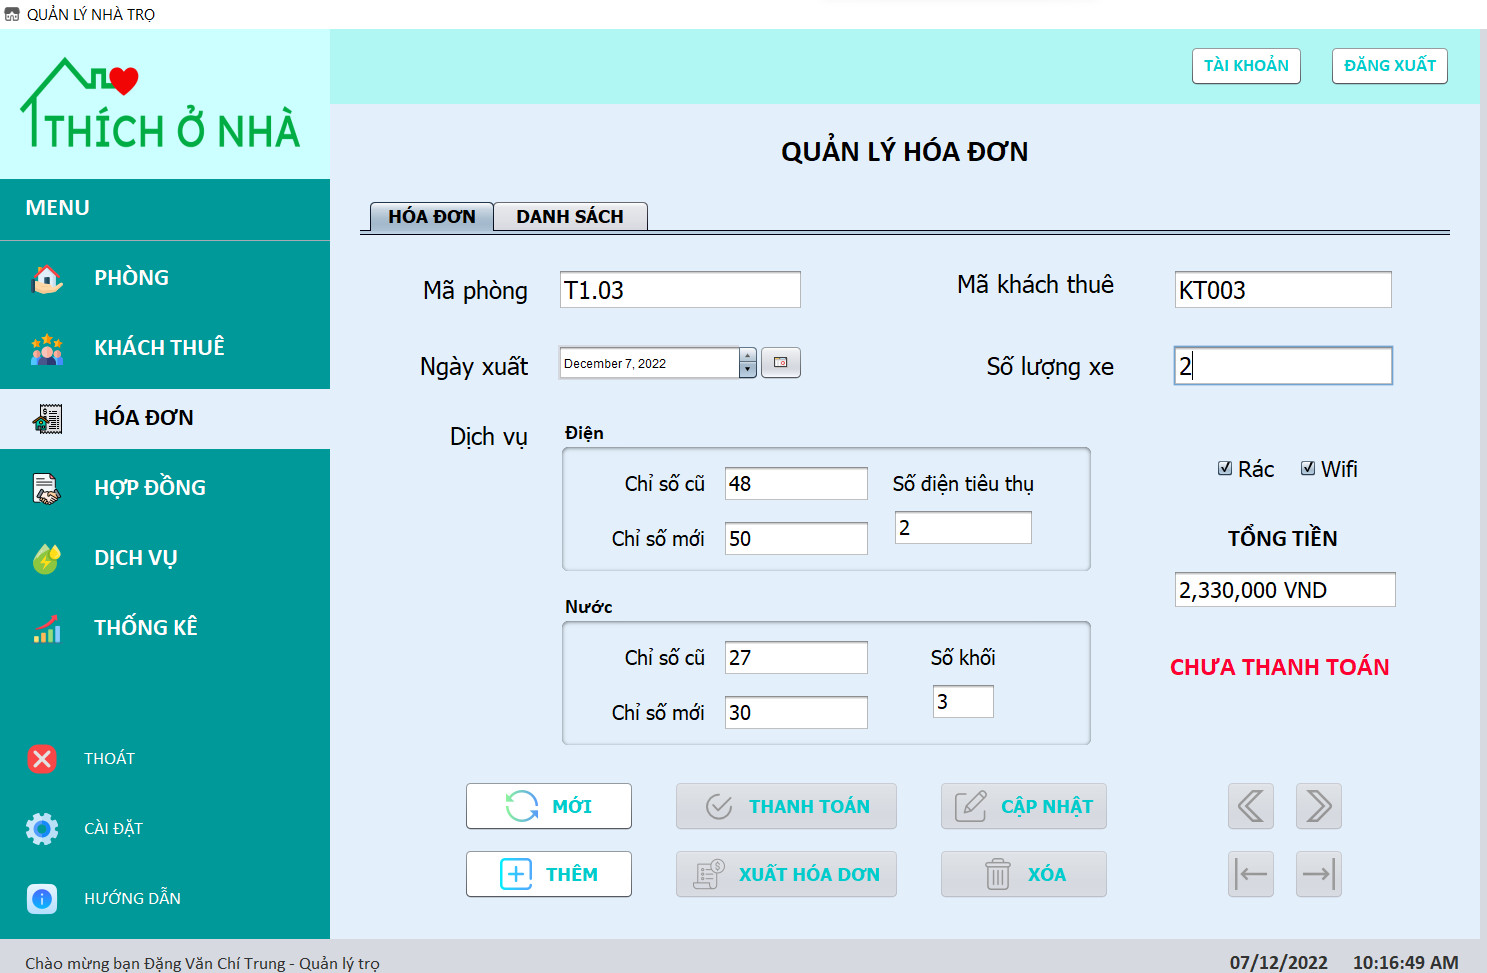 QUẢN LÝ NHÀ TRỌ
THÍCH Ở NHÀ
TÀI KHOẢN
ĐĂNG XUẤT
MENU
PHÒNG
KHÁCH THUÊ
HÓA ĐƠN
HỢP ĐỒNG
DỊCH VỤ
THỐNG KÊ
THOÁT
CÀI ĐẶT
HƯỚNG DẪN
QUẢN LÝ HÓA ĐƠN
HÓA ĐƠN DANH SÁCH
Mã phòng T1.03 Mã khách thuê KT003
Ngày xuất December 7, 2022 Số lượng xe 2
Dịch vụ
Điện
Chỉ số cũ 48 Số điện tiêu thụ
Chỉ số mới 50 2
Rác Wifi
TỔNG TIỀN
2,330,000 VND
Nước
Chỉ số cũ 27 Số khối
Chỉ số mới 30 3
CHƯA THANH TOÁN
MỚI THANH TOÁN CẬP NHẬT
THÊM XUẤT HÓA DƠN XÓA
Chào mừng bạn Đặng Văn Chí Trung - Quản lý trọ
07/12/2022 10:16:49 AM